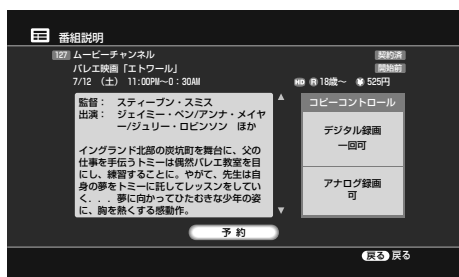 番組説明
127 ムービーチャンネル 契約済
バレエ映画「エトワール」 開始前
7/12 （土） 11:00PM～0：30AM HD R 18歳～ ¥ 525円
監督： スティーブン・スミス
出演： ジェイミー・ベン/アンナ・メイヤ
ー/ジュリー・ロビンソン ほか
イングランド北部の炭坑町を舞台に、父の
仕事を手伝うトミーは偶然バレエ教室を目
にし、練習することに。やがて、先生は自
身の夢をトミーに託してレッスンをしてい
く．．．夢に向かってひたむきな少年の姿
に、胸を熱くする感動作。
コピーコントロール
デジタル録画
一回可
アナログ録画
可
予 約
戻る 戻る